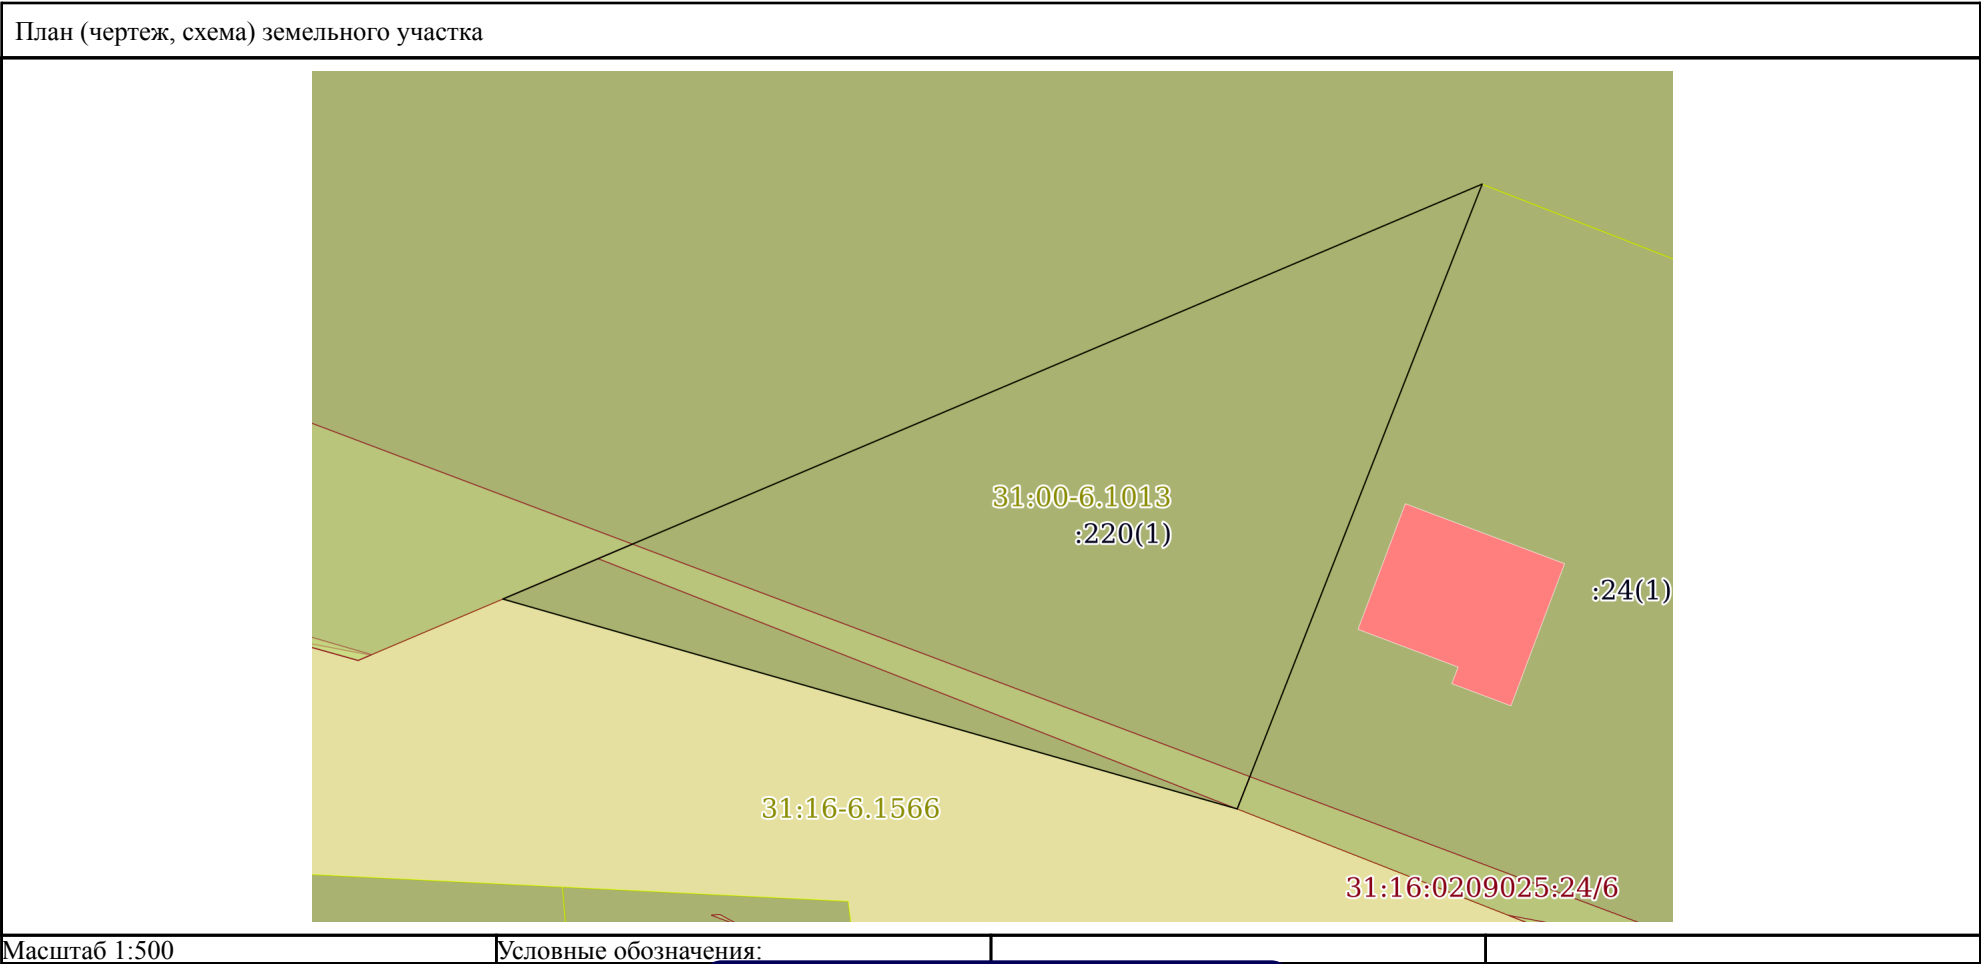 План (чертеж, схема) земельного участка
31:00-6.1013
:220(1)
:24(1)
31:16-6.1566
31:16:0209025:24/6
Масштаб 1:500
Условные обозначения: